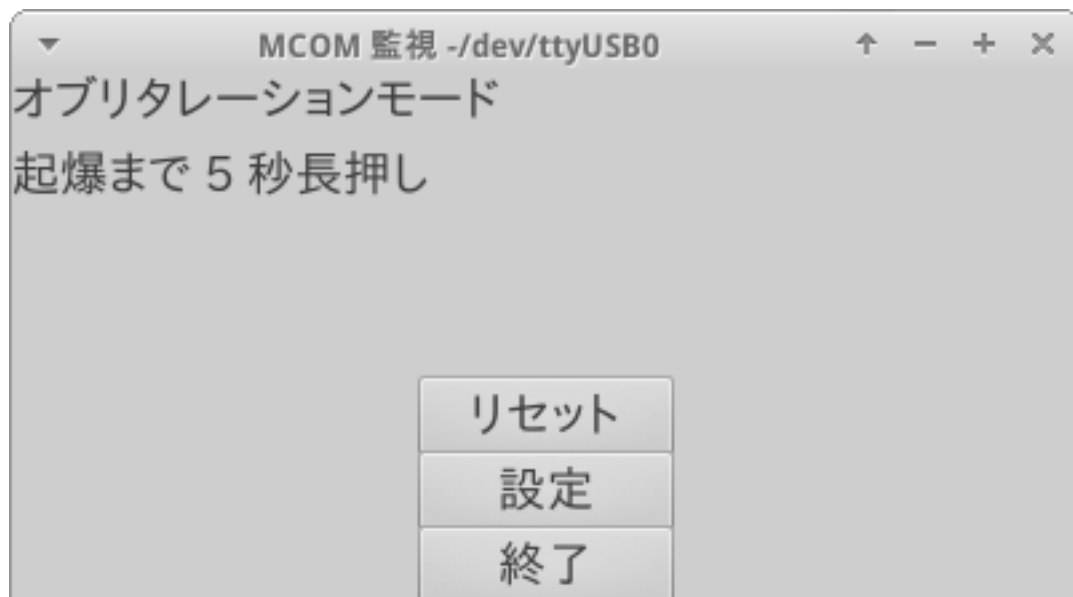 MCOM 監視 -/dev/ttyUSB0
オブリタレーションモード
起爆まで 5 秒長押し
リセット
設定
終了